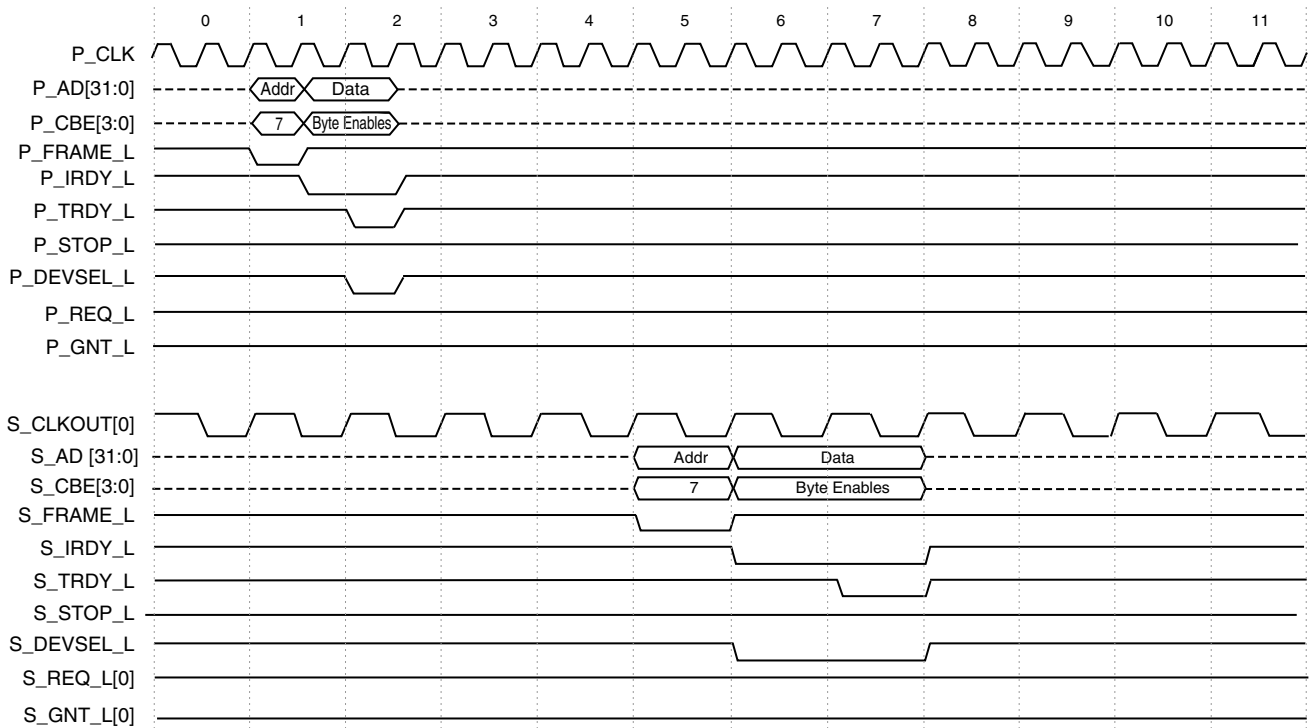 0 1 2 3 4 5 6 7 8 9 10 11
P_CLK
P_AD[31:0] Addr Data
P_CBE[3:0] 7 Byte Enables
P_FRAME_L
P_IRDY_L
P_TRDY_L
P_STOP_L
P_DEVSEL_L
P_REQ_L
P_GNT_L
S_CLKOUT[0]
S_AD [31:0] Addr Data
S_CBE[3:0] 7 Byte Enables
S_FRAME_L
S_IRDY_L
S_TRDY_L
S_STOP_L
S_DEVSEL_L
S_REQ_L[0]
S_GNT_L[0]